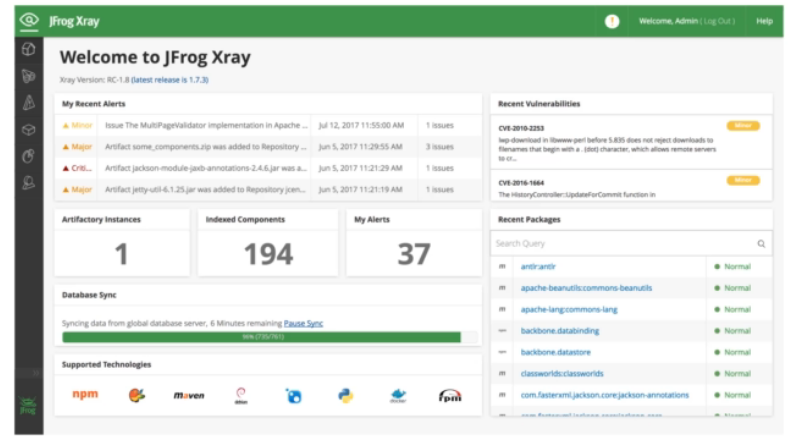 JFrog Xray
Welcome, Admin ( Log Out )
Help
Welcome to JFrog Xray
Xray Version: RC-1.8 (latest release is 1.7.3)
My Recent Alerts
Minor Issue The MultiPageValidator implementation in Apache ... Jul 12, 2017 11:55:00 AM 1 issues
Major Artifact some_components.zip was added to Repository ... Jun 5, 2017 11:29:55 AM 3 issues
Criti... Artifact jackson-module-jaxb-annotations-2.4.6.jar was a... Jun 5, 2017 11:21:29 AM 1 issues
Major Artifact jetty-util-6.1.25.jar was added to Repository jcen... Jun 5, 2017 11:21:19 AM 1 issues
Recent Vulnerabilities
CVE-2010-2253 Minor
lwp-download in libwww-perl before 5.835 does not reject downloads to
filenames that begin with a . (dot) character, which allows remote servers
to cr...
CVE-2016-1664 Minor
The HistoryController::UpdateForCommit function in
Artifactory Instances
1
Indexed Components
194
My Alerts
37
Database Sync
Syncing data from global database server, 6 Minutes remaining Pause Sync
96% (735/761)
Supported Technologies
npm
maven
debian
docker
rpm
Recent Packages
Search Query
m antlr:antlr Normal
m apache-beanutils:commons-beanutils Normal
m apache-lang:commons-lang Normal
npm backbone.databinding Normal
npm backbone.datastore Normal
m classworlds:classworlds Normal
m com.fasterxml.jackson.core:jackson-annotations Normal
JFrog